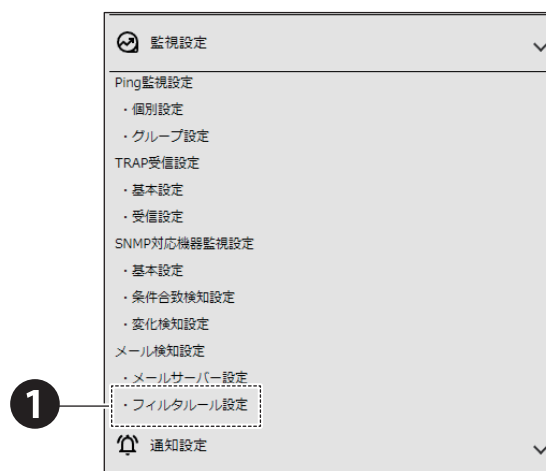 監視設定
Ping監視設定
・個別設定
・グループ設定
TRAP受信設定
・基本設定
・受信設定
SNMP対応機器監視設定
・基本設定
・条件合致検知設定
・変化検知設定
メール検知設定
・メールサーバー設定
1 ・フィルタルール設定
通知設定